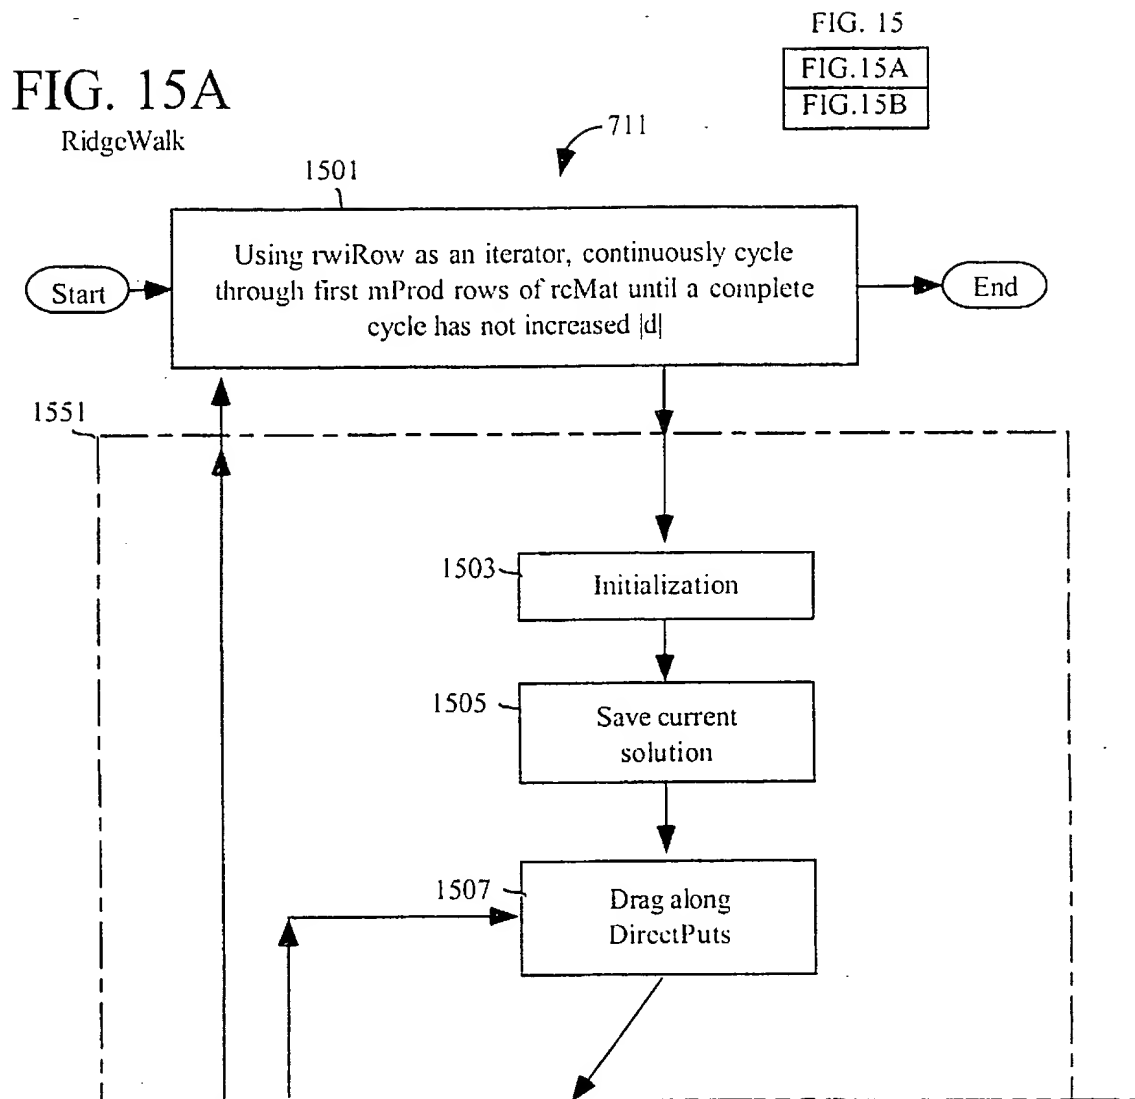 FIG. 15
FIG.15A
FIG.15B
FIG. 15A
RidgeWalk
711
1501
Using rwiRow as an iterator, continuously cycle
through first mProd rows of rcMat until a complete
cycle has not increased |d|
Start
End
1551
1503
Initialization
1505
Save current
solution
1507
Drag along
DirectPuts